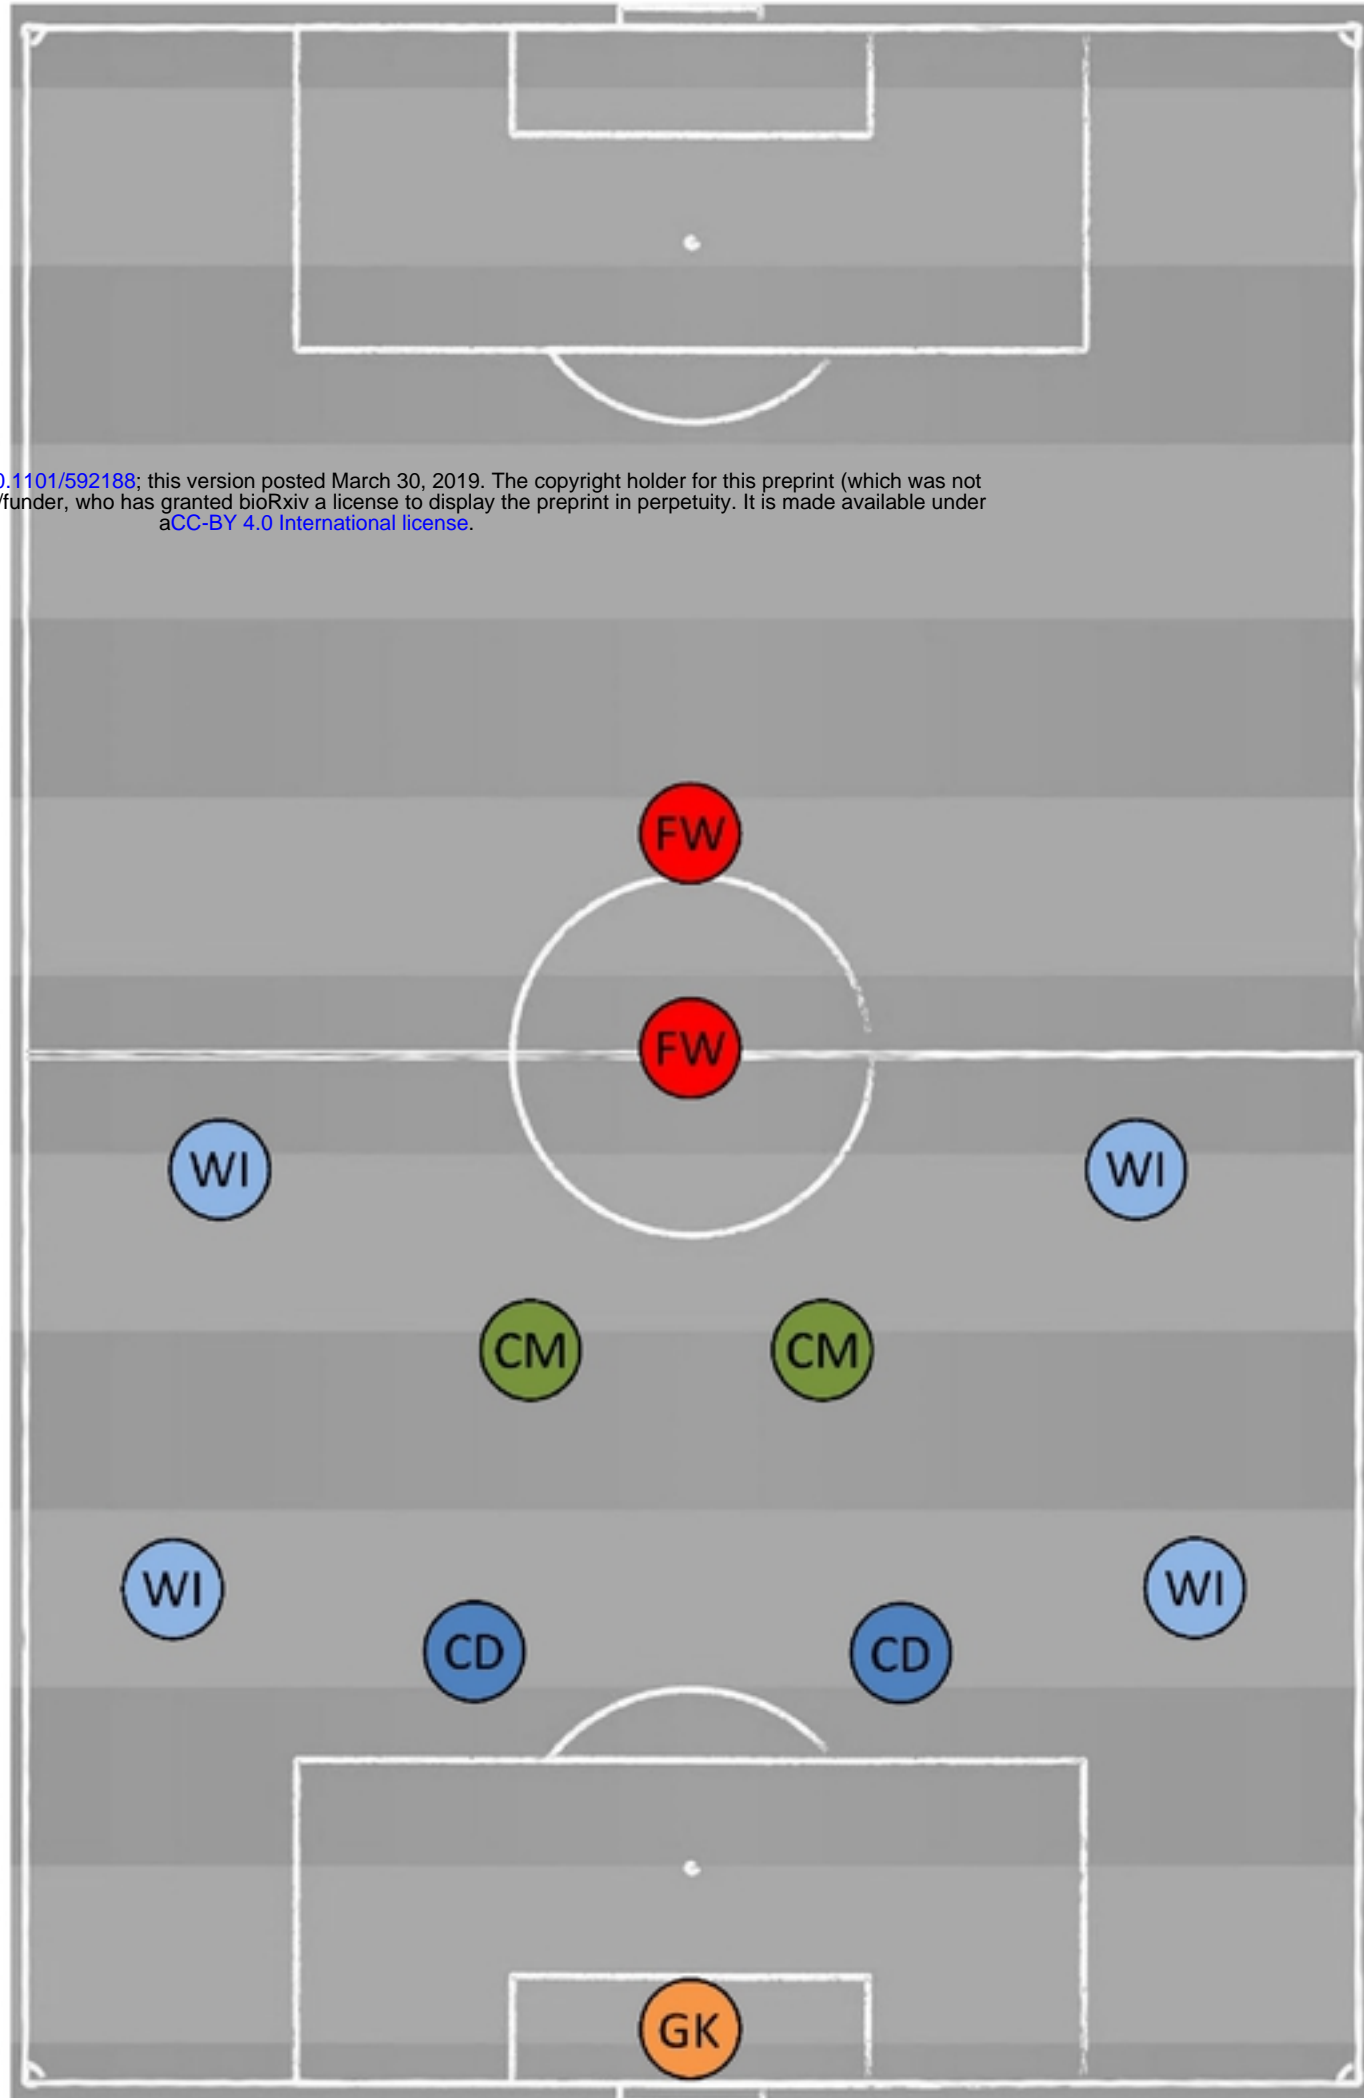 0.1101/592188; this version posted March 30, 2019. The copyright holder for this preprint (which was not
/funder, who has granted bioRxiv a license to display the preprint in perpetuity. It is made available under
aCC-BY 4.0 International license.
FW
FW
WI WI
CM CM
WI WI
CD CD
GK